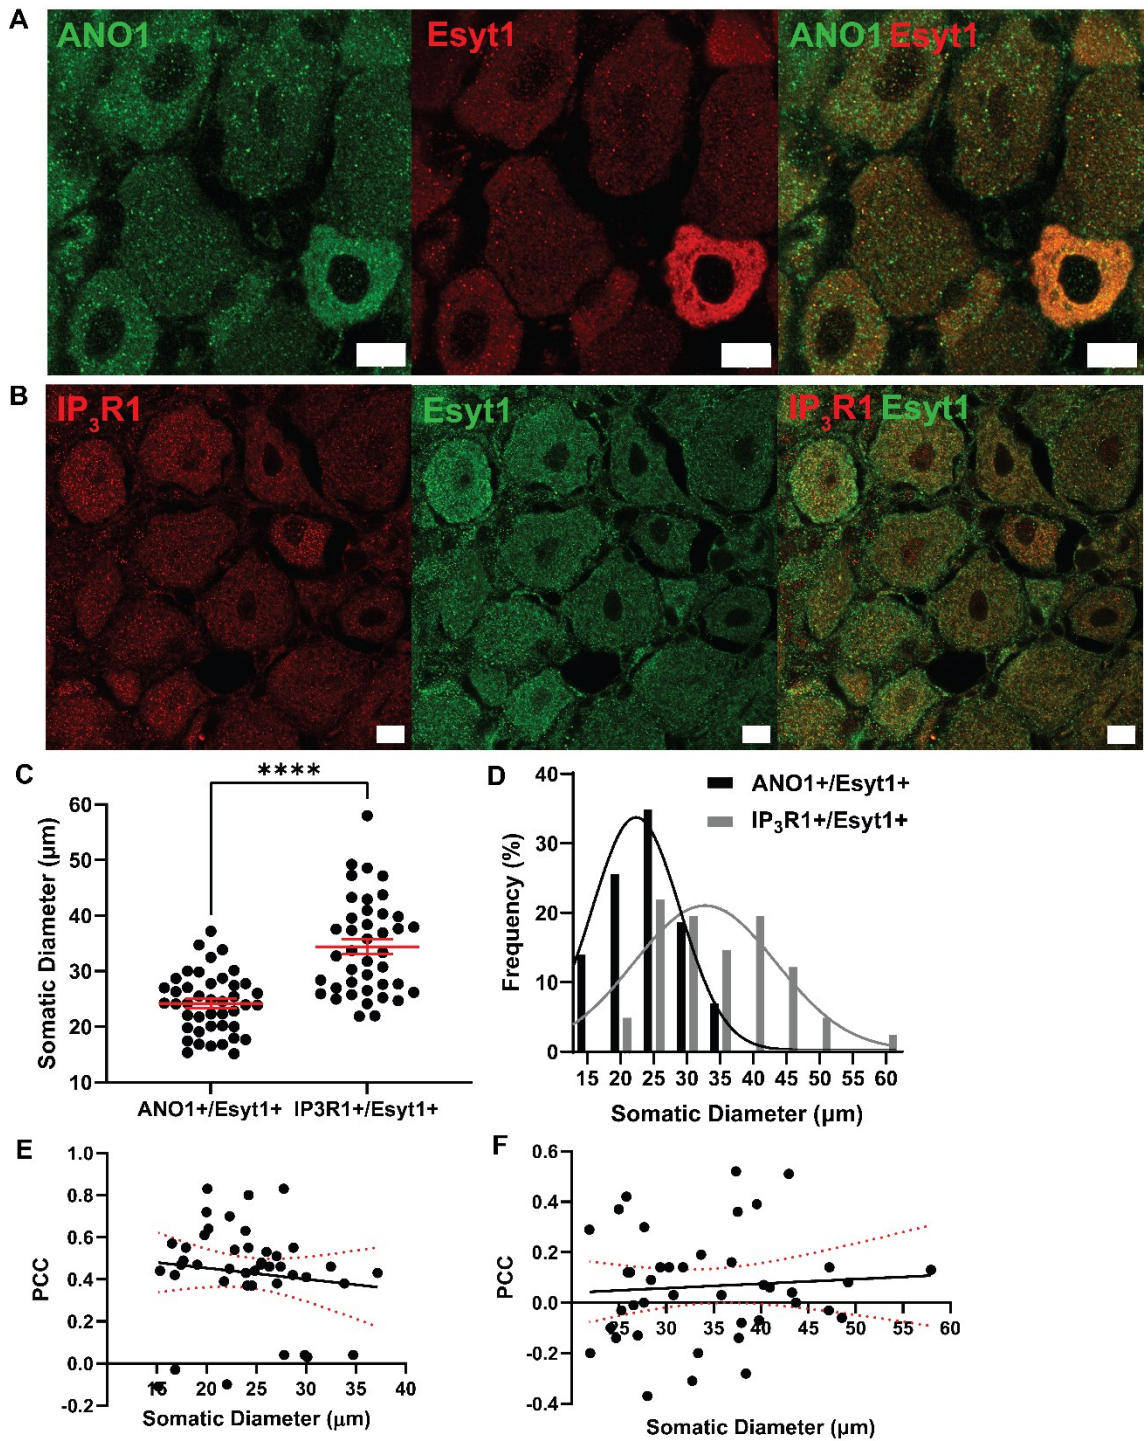 A
ANO1
Esyt1
ANO1 Esyt1
B
IP3R1
Esyt1
IP3R1 Esyt1
C
****
Somatic Diameter (μm)
60
50
40
30
20
10
ANO1+/Esyt1+ IP3R1+/Esyt1+
D
ANO1+/Esyt1+
IP3R1+/Esyt1+
Frequency (%)
40
30
20
10
0
15 20 25 30 35 40 45 50 55 60
Somatic Diameter (μm)
E
PCC
1.0
0.8
0.6
0.4
0.2
0.0
-0.2
15 20 25 30 35 40
Somatic Diameter (μm)
F
PCC
0.6
0.4
0.2
0.0
-0.2
-0.4
25 30 35 40 45 50 55 60
Somatic Diameter (μm)